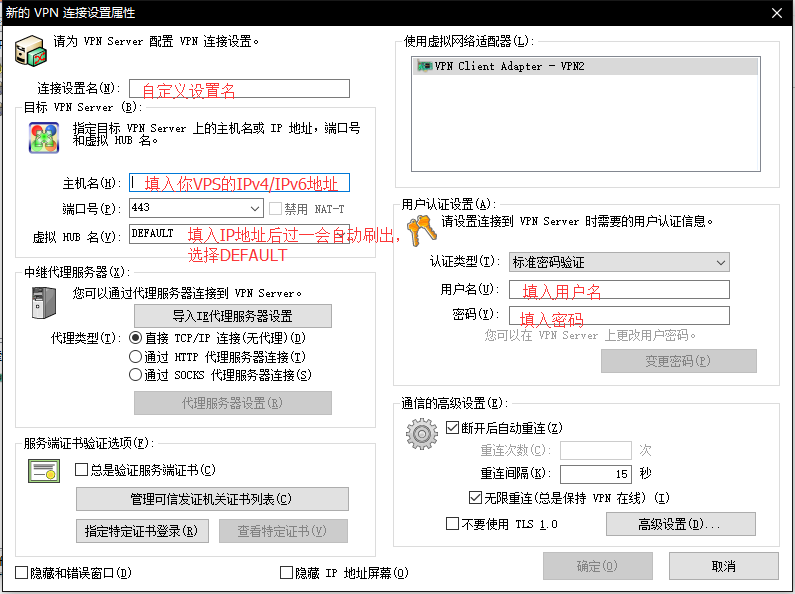 新的 VPN 连接设置属性
请为 VPN Server 配置 VPN 连接设置。
连接设置名(N):
自定义设置名
目标 VPN Server (B):
指定目标 VPN Server 上的主机名或 IP 地址，端口号
和虚拟 HUB 名。
主机名(H):
填入你VPS的IPv4/IPv6地址
端口号(P):
443
禁用 NAT-T
虚拟 HUB 名(V):
DEFAULT
填入IP地址后过一会自动刷出，
选择DEFAULT
中继代理服务器(X):
您可以通过代理服务器连接到 VPN Server。
导入IE代理服务器设置
代理类型(T):
直接 TCP/IP 连接(无代理)(D)
通过 HTTP 代理服务器连接(T)
通过 SOCKS 代理服务器连接(S)
代理服务器设置(R)
服务端证书验证选项(F):
总是验证服务端证书(C)
管理可信发证机关证书列表(C)
指定特定证书登录(R)
查看特定证书(V)
使用虚拟网络适配器(L):
VPN Client Adapter - VPN2
用户认证设置(A):
请设置连接到 VPN Server 时需要的用户认证信息。
认证类型(T):
标准密码验证
用户名(U):
填入用户名
密码(Y):
填入密码
您可以在 VPN Server 上更改用户密码。
变更密码(P)
通信的高级设置(E):
断开后自动重连(Z)
重连次数(C):
次
重连间隔(K):
15
秒
无限重连(总是保持 VPN 在线) (I)
不要使用 TLS 1.0
高级设置(D)...
隐藏和错误窗口(D)
隐藏 IP 地址屏幕(O)
确定(O)
取消